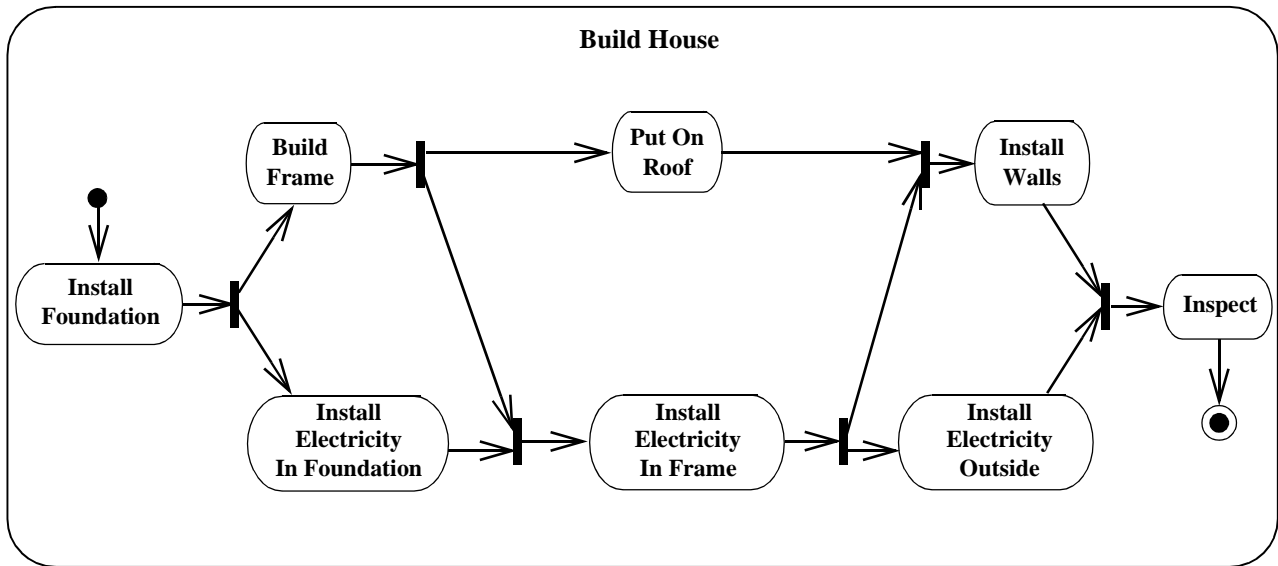 Build House
Build
Frame
Put On
Roof
Install
Walls
Install
Foundation
Inspect
Install
Electricity
In Foundation
Install
Electricity
In Frame
Install
Electricity
Outside